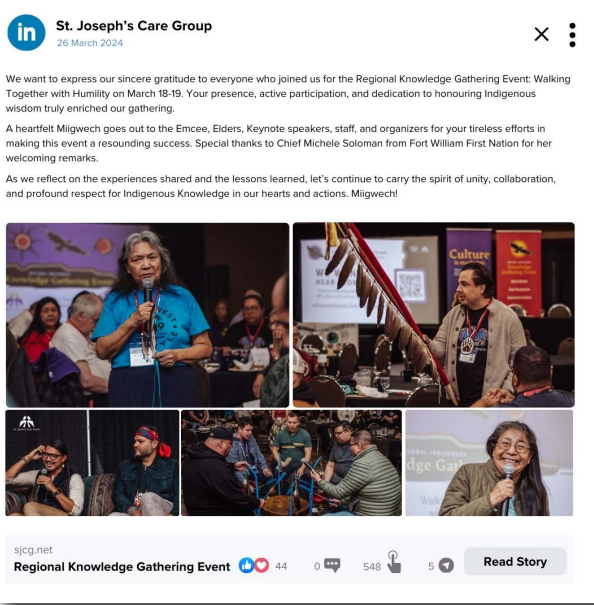 in
St. Joseph's Care Group
26 March 2024
We want to express our sincere gratitude to everyone who joined us for the Regional Knowledge Gathering Event: Walking
Together with Humility on March 18-19. Your presence, active participation, and dedication to honouring Indigenous
wisdom truly enriched our gathering.
A heartfelt Miigwech goes out to the Emcee, Elders, Keynote speakers, staff, and organizers for your tireless efforts in
making this event a resounding success. Special thanks to Chief Michele Soloman from Fort William First Nation for her
welcoming remarks.
As we reflect on the experiences shared and the lessons learned, let's continue to carry the spirit of unity, collaboration,
and profound respect for Indigenous Knowledge in our hearts and actions. Miigwech!
Knowledge Gathering Event
Culture
sjcg.net
Regional Knowledge Gathering Event 44 0 548 5 Read Story